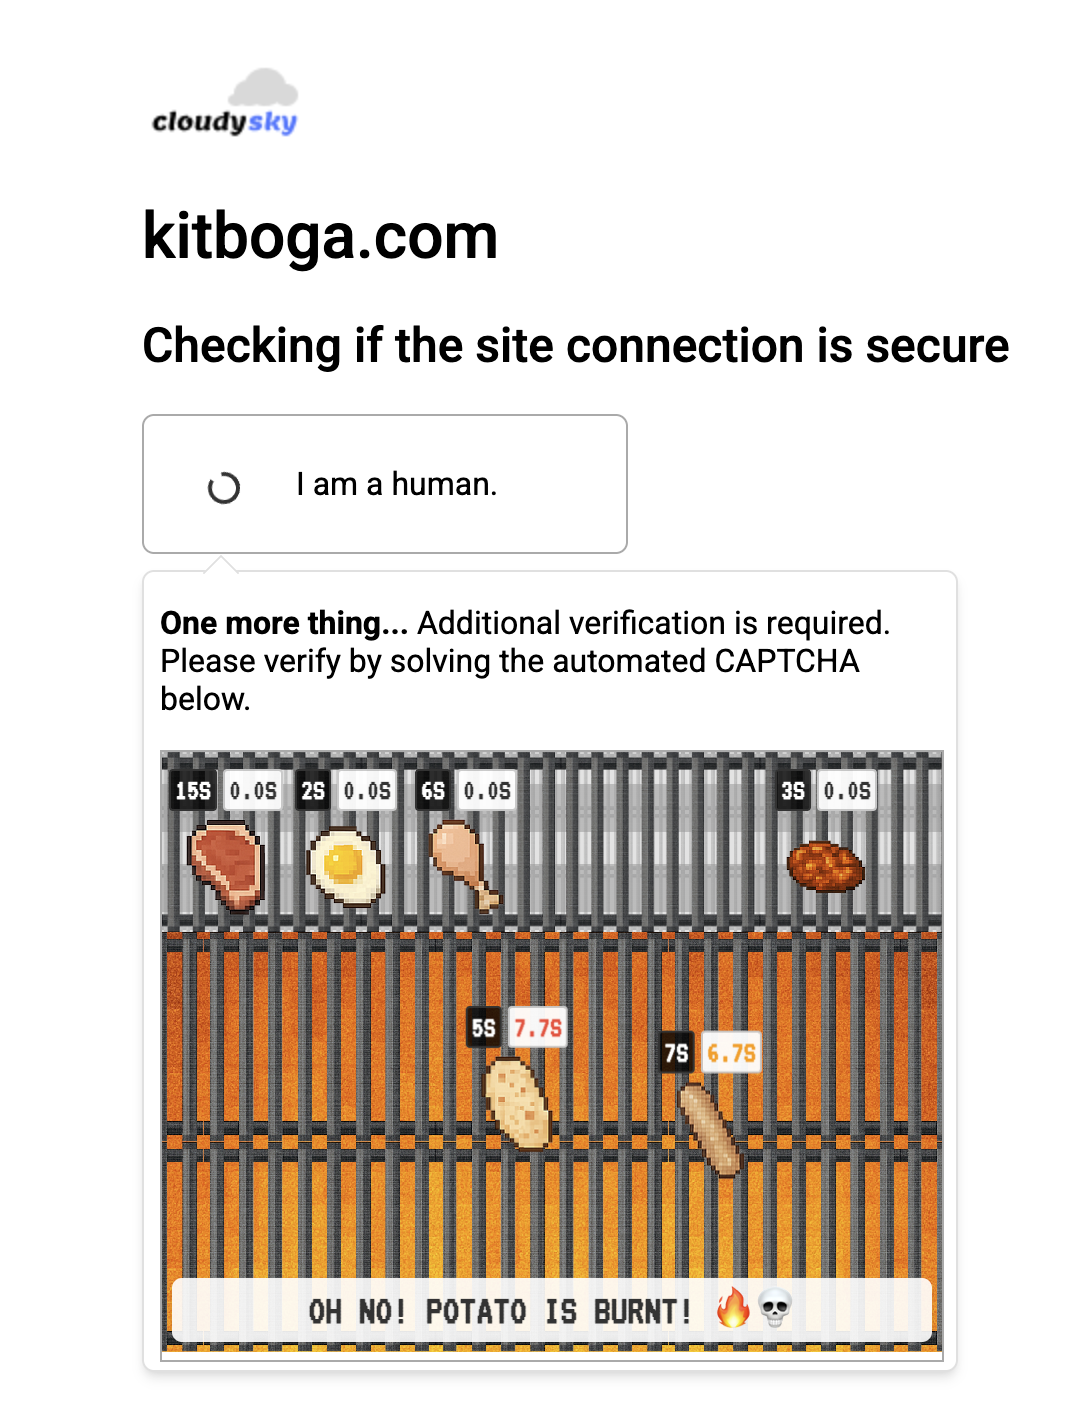 cloudysky
kitboga.com
Checking if the site connection is secure
I am a human.
One more thing... Additional verification is required.
Please verify by solving the automated CAPTCHA
below.
15S 0.0S 2S 0.0S 6S 0.0S 3S 0.0S
5S 7.7S
7S 6.7S
OH NO! POTATO IS BURNT! 🔥💀